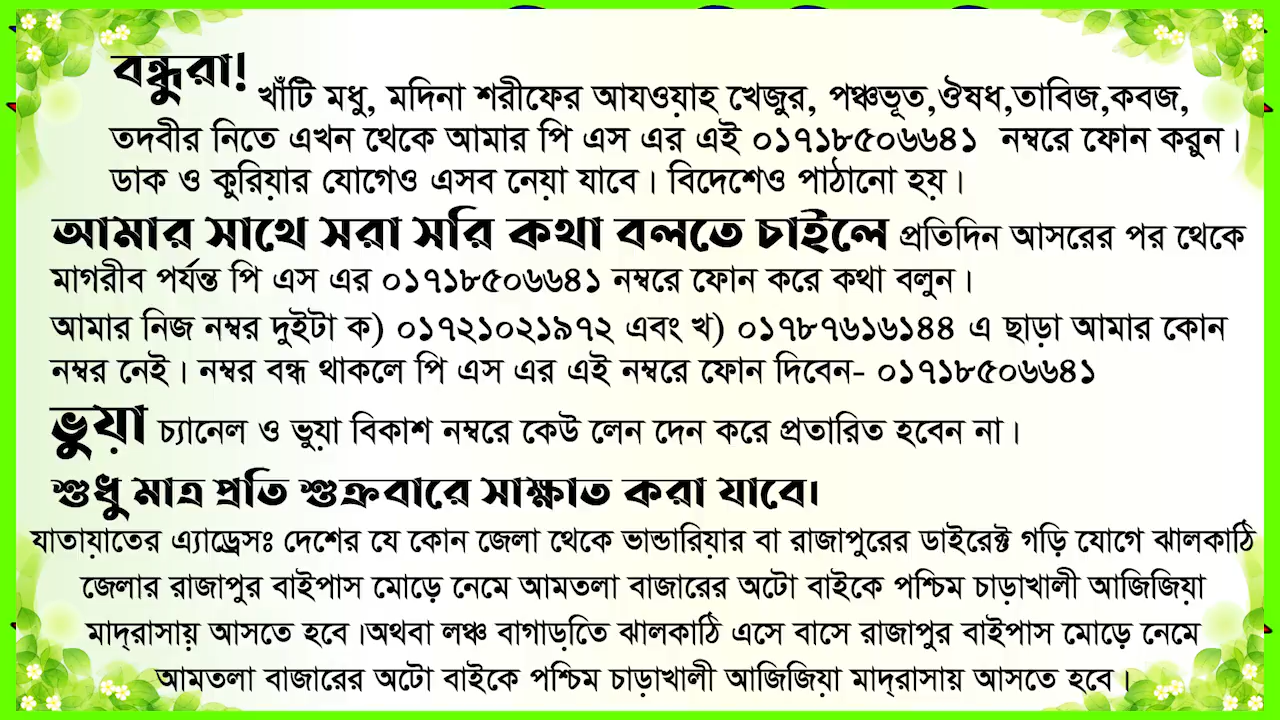 বন্ধুরা! খাঁটি মধু, মদিনা শরীফের আযওয়াহ খেজুর, পঞ্চভূত,ঔষধ,তাবিজ,কবজ,
তদবীর নিতে এখন থেকে আমার পি এস এর এই ০১৭১৮৫০৬৬৪১ নম্বরে ফোন করুন।
ডাক ও কুরিয়ার যোগেও এসব নেয়া যাবে। বিদেশেও পাঠানো হয়।
আমার সাথে সরা সরি কথা বলতে চাইলে প্রতিদিন আসরের পর থেকে
মাগরীব পর্যন্ত পি এস এর ০১৭১৮৫০৬৬৪১ নম্বরে ফোন করে কথা বলুন।
আমার নিজ নম্বর দুইটা ক) ০১৭২১০২১৯৭২ এবং খ) ০১৭৮৭৬১৬১৪৪ এ ছাড়া আমার কোন
নম্বর নেই। নম্বর বন্ধ থাকলে পি এস এর এই নম্বরে ফোন দিবেন- ০১৭১৮৫০৬৬৪১
ভুয়া চ্যানেল ও ভুয়া বিকাশ নম্বরে কেউ লেন দেন করে প্রতারিত হবেন না।
শুধু মাত্র প্রতি শুক্রবারে সাক্ষাত করা যাবে।
যাতায়াতের এ্যাড্রেসঃ দেশের যে কোন জেলা থেকে ভান্ডারিয়ার বা রাজাপুরের ডাইরেক্ট গড়ি যোগে ঝালকাঠি
জেলার রাজাপুর বাইপাস মোড়ে নেমে আমতলা বাজারের অটো বাইকে পশ্চিম চাড়াখালী আজিজিয়া
মাদ্‌রাসায় আসতে হবে।অথবা লঞ্চ বাগাড়িতে ঝালকাঠি এসে বাসে রাজাপুর বাইপাস মোড়ে নেমে
আমতলা বাজারের অটো বাইকে পশ্চিম চাড়াখালী আজিজিয়া মাদ্‌রাসায় আসতে হবে।